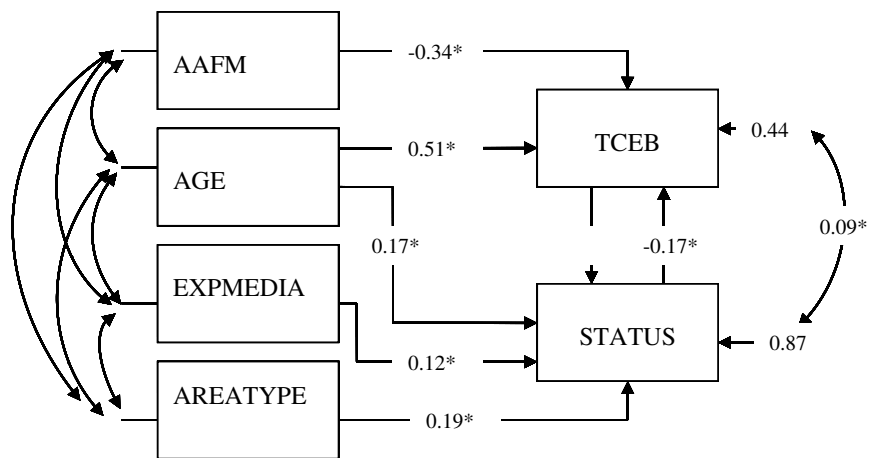 AAFM
-0.34*
AGE
0.51*
TCEB
0.44
0.17*
-0.17*
0.09*
EXPMEDIA
STATUS
0.87
0.12*
AREATYPE
0.19*